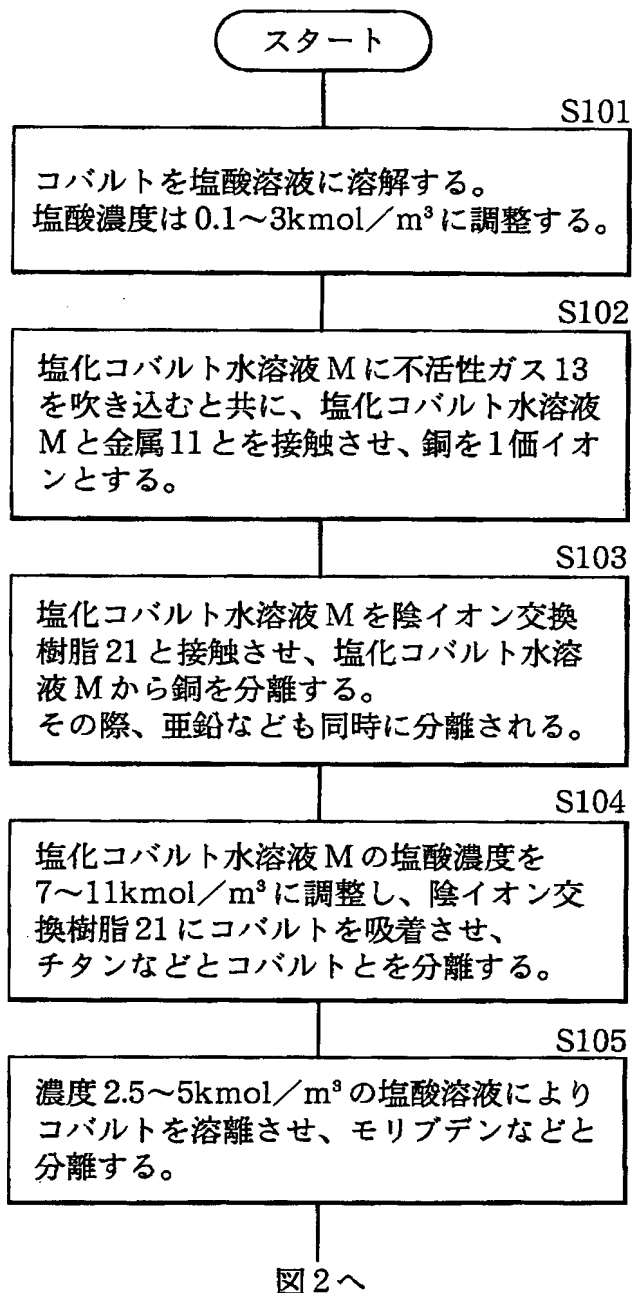 スタート
S101
コバルトを塩酸溶液に溶解する。
塩酸濃度は0.1～3kmol／m³に調整する。
S102
塩化コバルト水溶液Mに不活性ガス13
を吹き込むと共に、塩化コバルト水溶液
Mと金属11とを接触させ、銅を1価イオ
ンとする。
S103
塩化コバルト水溶液Mを陰イオン交換
樹脂21と接触させ、塩化コバルト水溶
液Mから銅を分離する。
その際、亜鉛なども同時に分離される。
S104
塩化コバルト水溶液Mの塩酸濃度を
7～11kmol／m³に調整し、陰イオン交
換樹脂21にコバルトを吸着させ、
チタンなどとコバルトとを分離する。
S105
濃度2.5～5kmol／m³の塩酸溶液により
コバルトを溶離させ、モリブデンなどと
分離する。
図2へ